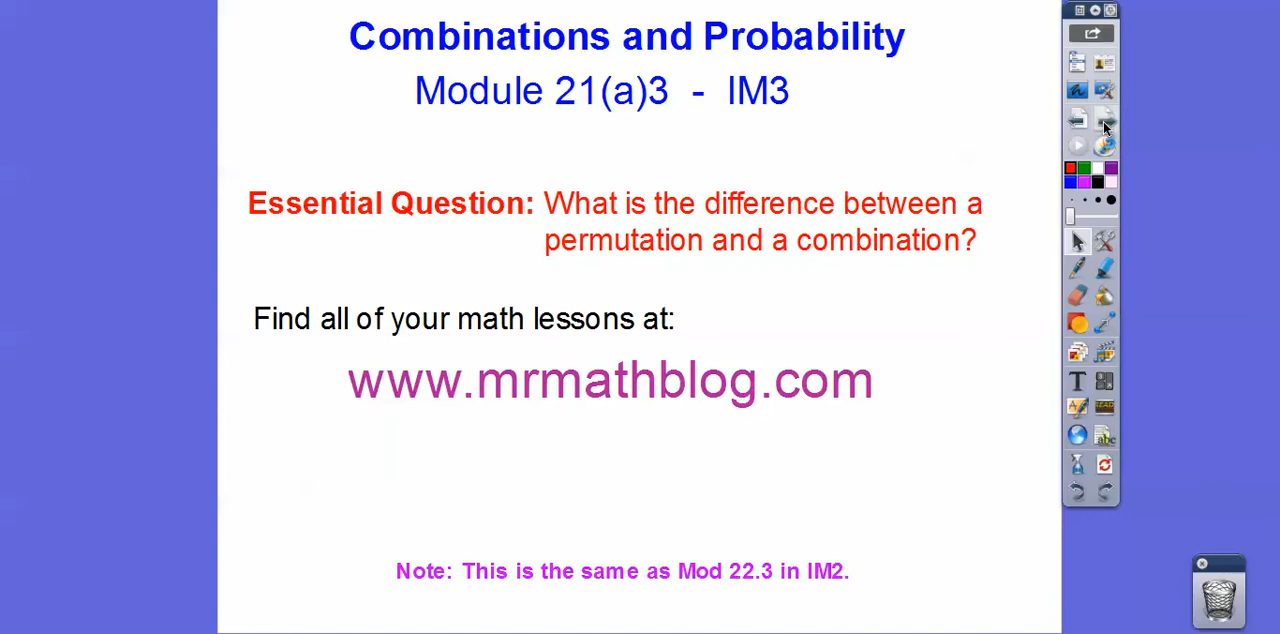 Combinations and Probability
Module 21(a)3 - IM3
Essential Question: What is the difference between a
permutation and a combination?
Find all of your math lessons at:
www.mrmathblog.com
Note: This is the same as Mod 22.3 in IM2.